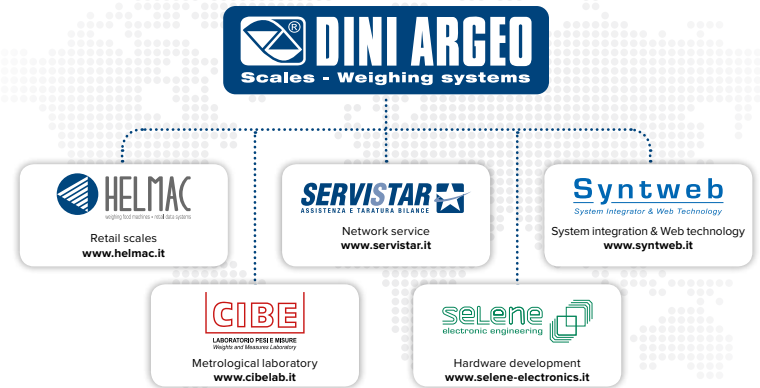 ® DINI ARGEO
Scales - Weighing systems
HELMAC
weighing food machines • retail data systems
Retail scales
www.helmac.it
SERVISTAR
ASSISTENZA E TARATURA BILANCE
Network service
www.servistar.it
Syntweb
System Integrator & Web Technology
System integration & Web technology
www.syntweb.it
CIBE
LABORATORIO PESI E MISURE
Weights and Measures Laboratory
Metrological laboratory
www.cibelab.it
selene
electronic engineering
Hardware development
www.selene-electronics.it